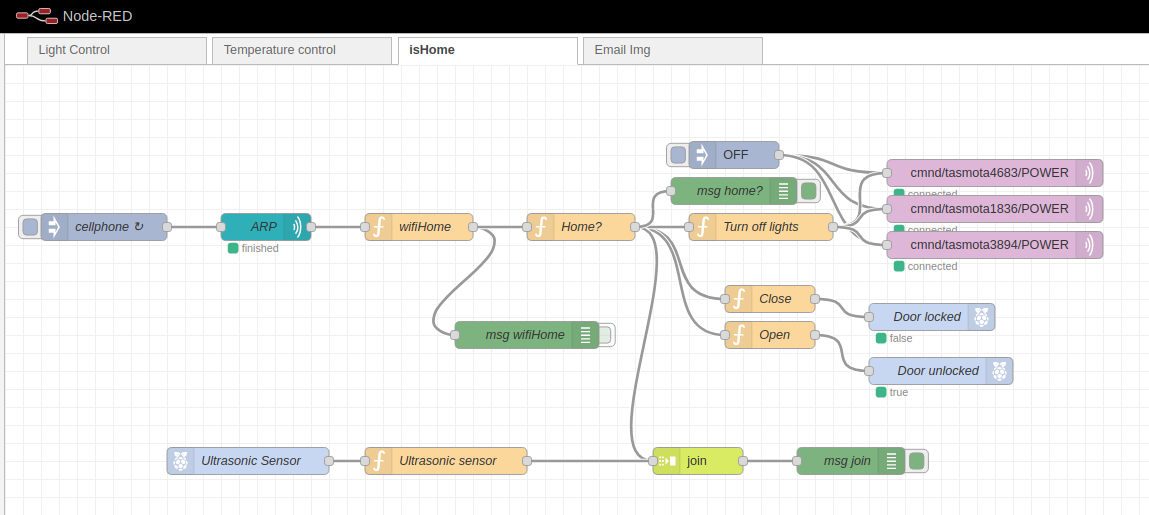 Node-RED
Light Control
Temperature control
isHome
Email Img
OFF
cmnd/tasmota4683/POWER
connected
msg home?
cmnd/tasmota1836/POWER
connected
cellphone ↻
ARP
finished
wifiHome
Home?
Turn off lights
cmnd/tasmota3894/POWER
connected
Close
Door locked
false
msg wifiHome
Open
Door unlocked
true
Ultrasonic Sensor
Ultrasonic sensor
join
msg join